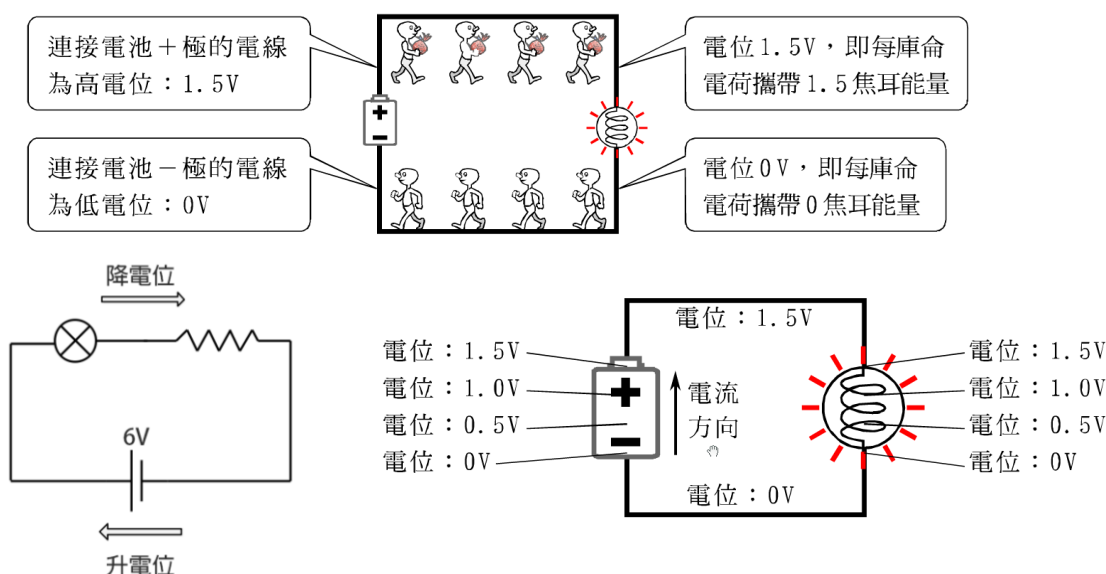 連接電池＋極的電線
為高電位：1.5V
電位1.5V，即每庫侖
電荷攜帶1.5焦耳能量
連接電池－極的電線
為低電位：0V
電位0V，即每庫侖
電荷攜帶0焦耳能量
+
−
降電位
6V
升電位
電位：1.5V
電位：1.5V
電位：1.0V
電位：0.5V
電位：0V
+
−
電流
方向
電位：1.5V
電位：1.0V
電位：0.5V
電位：0V
電位：0V